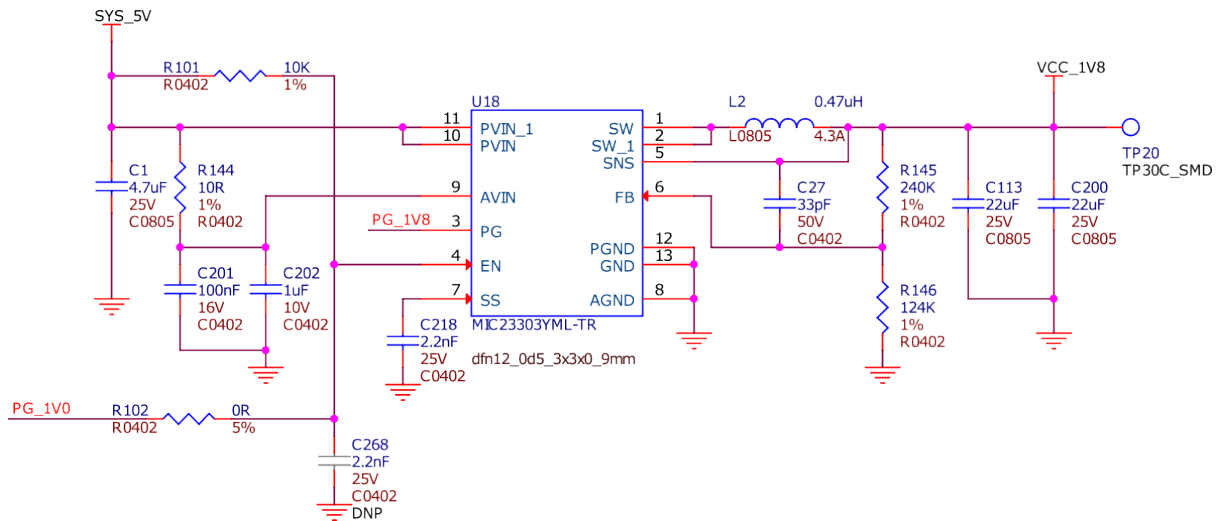 SYS_5V
R101
R0402
10K
1%
C1
4.7uF
25V
C0805
R144
10R
1%
R0402
PG_1V8
C201
100nF
16V
C0402
C202
1uF
10V
C0402
U18
11
PVIN_1
10
PVIN
9
AVIN
3
PG
4
EN
7
SS
SW
1
SW_1
2
SNS
5
FB
6
PGND
12
GND
13
AGND
8
MIC23303YML-TR
dfn12_0d5_3x3x0_9mm
C218
2.2nF
25V
C0402
L2
0.47uH
L0805
4.3A
C27
33pF
50V
C0402
R145
240K
1%
R0402
R146
124K
1%
R0402
C113
22uF
25V
C0805
C200
22uF
25V
C0805
VCC_1V8
TP20
TP30C_SMD
PG_1V0
R102
R0402
0R
5%
C268
2.2nF
25V
C0402
DNP